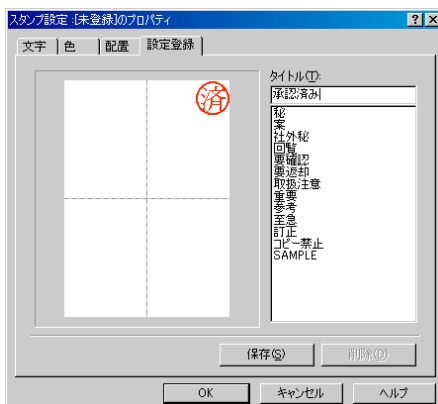 スタンプ設定:[未登録]のプロパティ
文字
色
配置
設定登録
済
タイトル(T):
承認済み
秘
案
社外秘
回覧
要確認
要返却
取扱注意
重要
参考
至急
訂正
コピー禁止
SAMPLE
保存(S)
削除(D)
OK
キャンセル
ヘルプ